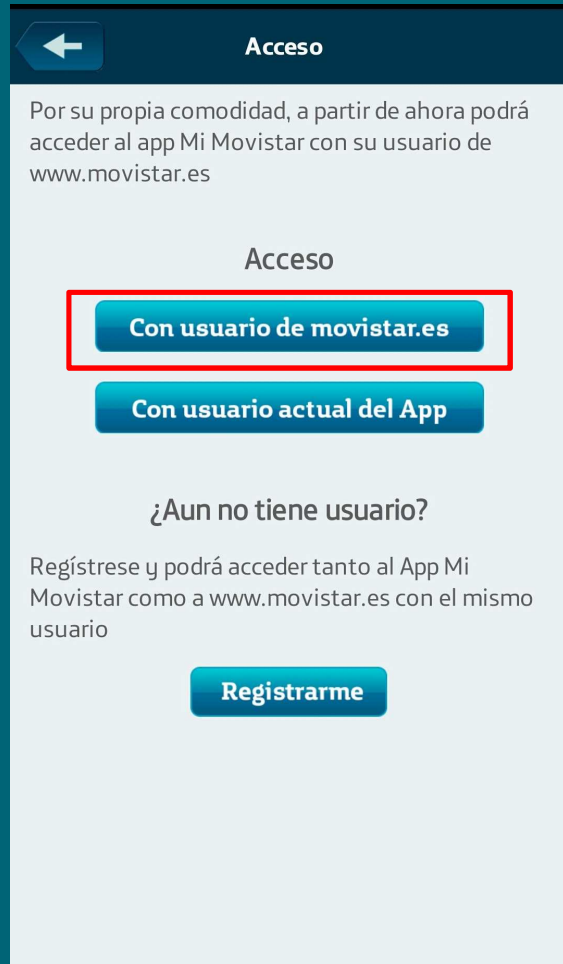 Acceso
Por su propia comodidad, a partir de ahora podrá
acceder al app Mi Movistar con su usuario de
www.movistar.es
Acceso
Con usuario de movistar.es
Con usuario actual del App
¿Aun no tiene usuario?
Regístrese y podrá acceder tanto al App Mi
Movistar como a www.movistar.es con el mismo
usuario
Registrarme